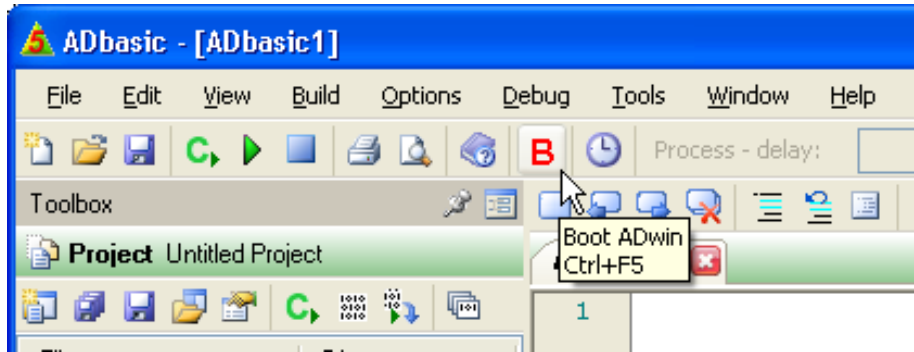 5 ADbasic - [ADbasic1]
File Edit View Build Options Debug Tools Window Help
C B Process - delay:
Toolbox
Project Untitled Project
Boot ADwin
Ctrl+F5
C
1